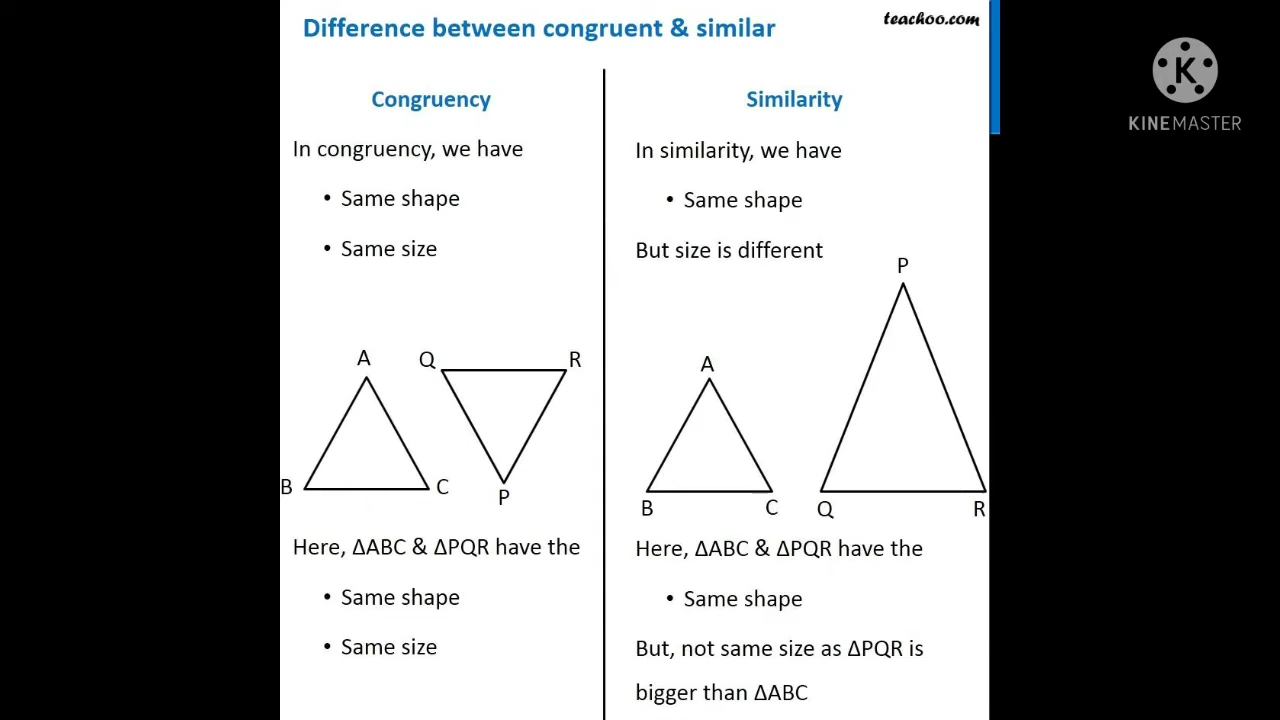 Difference between congruent & similar
teachoo.com
KINEMASTER
Congruency
In congruency, we have
• Same shape
• Same size
A
Q
R
B
C
P
Here, ΔABC & ΔPQR have the
• Same shape
• Same size
Similarity
In similarity, we have
• Same shape
But size is different
P
A
B
C
Q
R
Here, ΔABC & ΔPQR have the
• Same shape
But, not same size as ΔPQR is
bigger than ΔABC